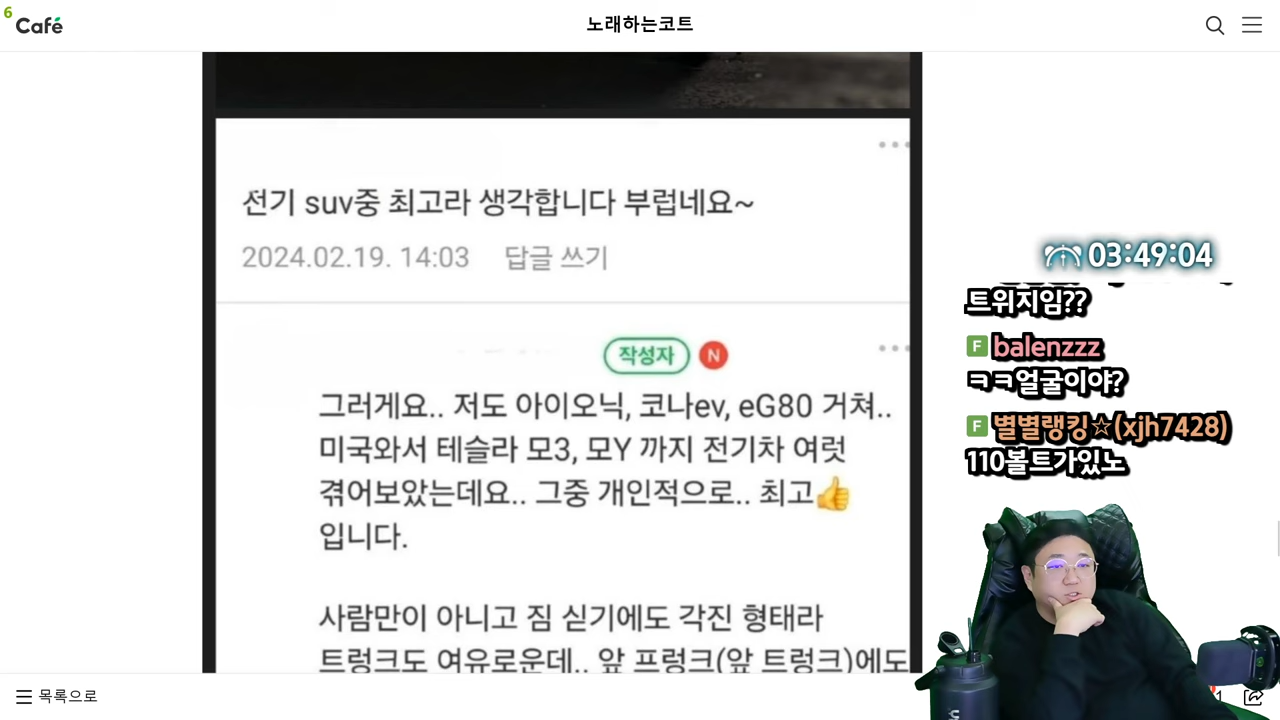 6
Café
노래하는코트
전기 suv중 최고라 생각합니다 부럽네요~
2024.02.19. 14:03 답글 쓰기
작성자 N
그러게요.. 저도 아이오닉, 코나ev, eG80 거쳐..
미국와서 테슬라 모3, 모Y 까지 전기차 여럿
겪어보았는데요.. 그중 개인적으로.. 최고👍
입니다.
사람만이 아니고 짐 싣기에도 각진 형태라
트렁크도 여유로운데.. 앞 프렁크(앞 트렁크)에도
03:49:04
트위지임??
F balenzzz
ㅋㅋ얼굴이야?
F 별별랭킹☆(xjh7428)
110볼트가있노
목록으로